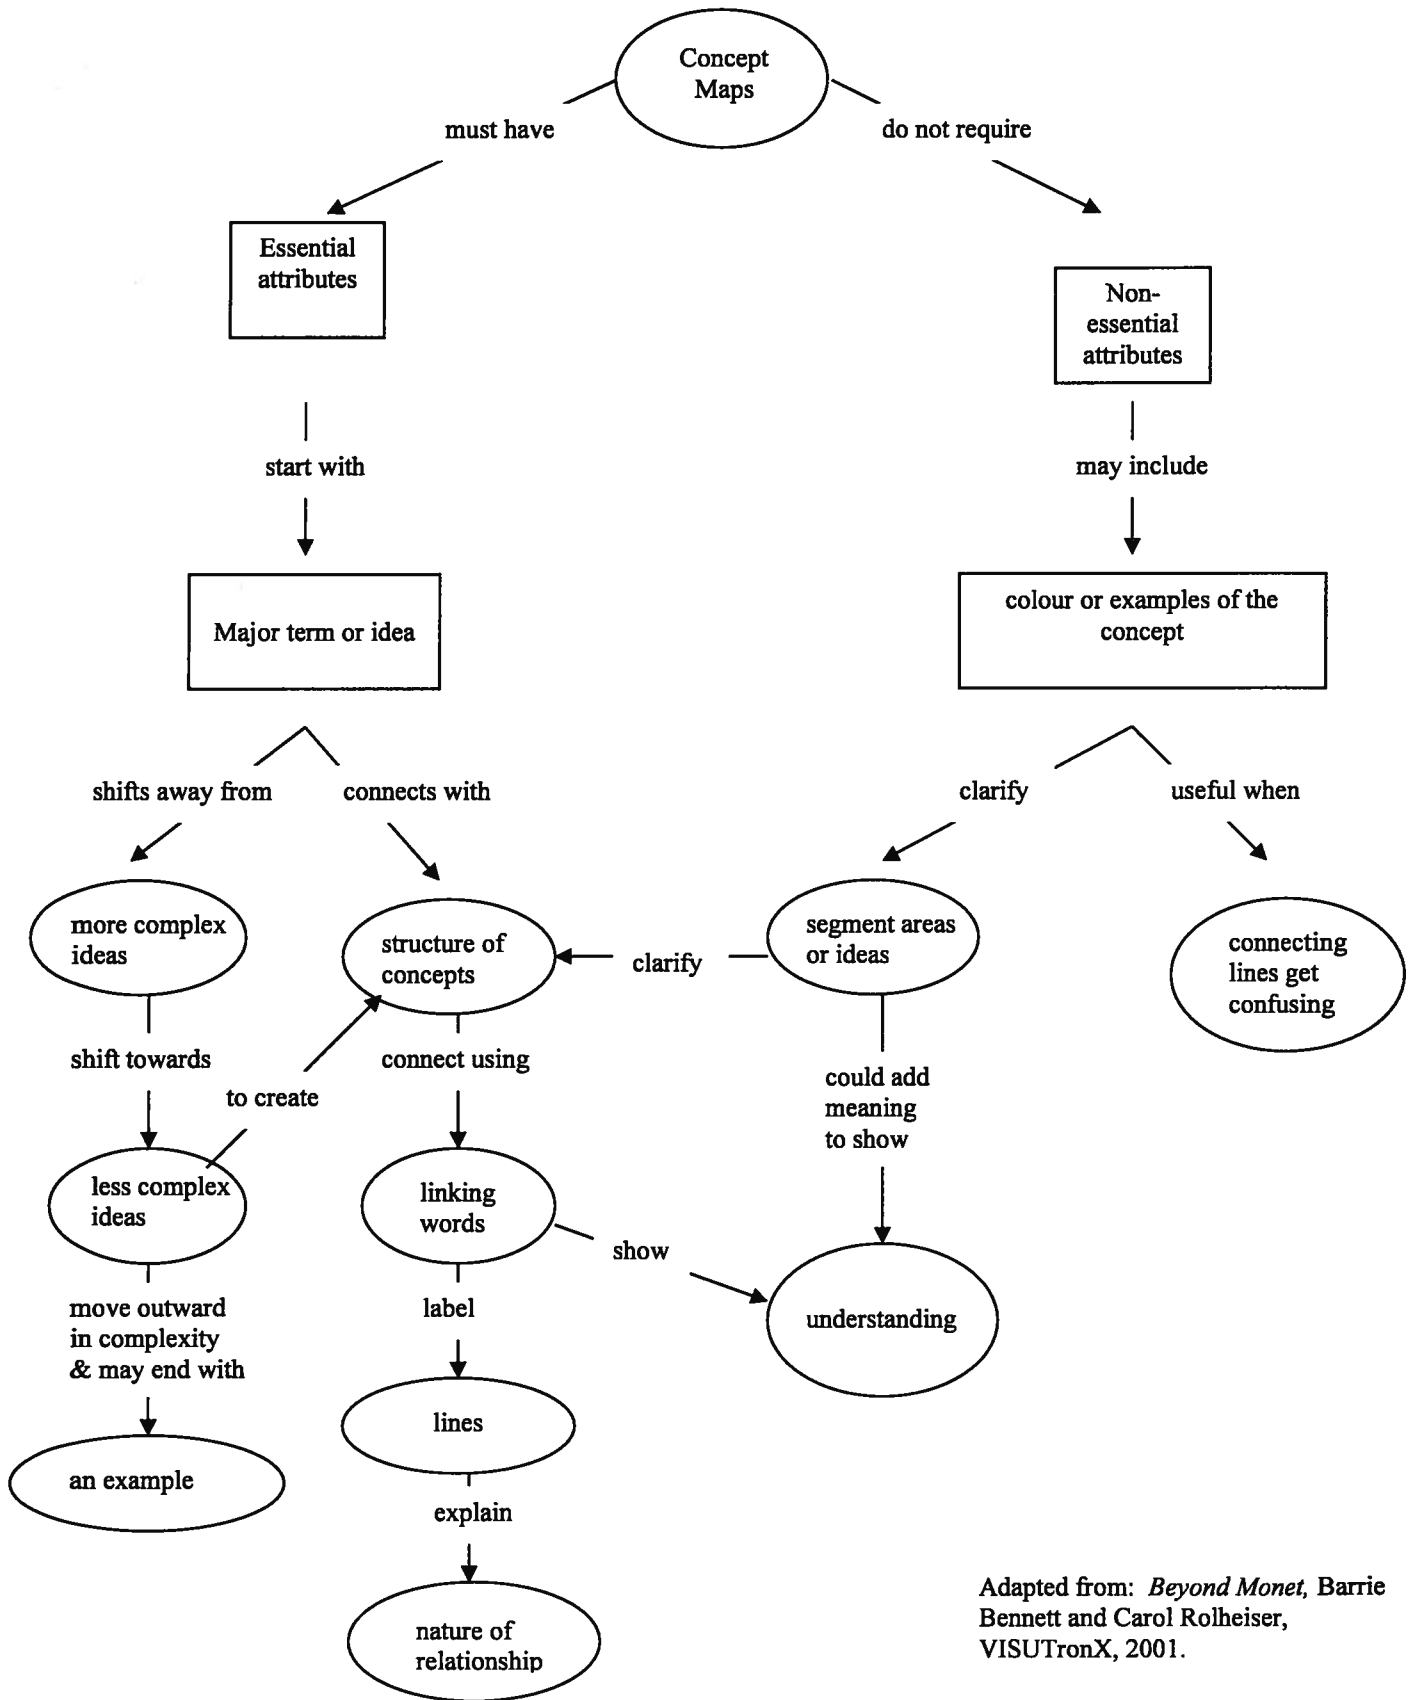 Concept
Maps
must have
do not require
Essential
attributes
Non-
essential
attributes
start with
may include
Major term or idea
colour or examples of the
concept
shifts away from
connects with
clarify
useful when
more complex
ideas
structure of
concepts
clarify
segment areas
or ideas
connecting
lines get
confusing
shift towards
to create
connect using
could add
meaning
to show
less complex
ideas
linking
words
show
understanding
move outward
in complexity
& may end with
label
lines
an example
explain
nature of
relationship
Adapted from: Beyond Monet, Barrie
Bennett and Carol Rolheiser,
VISUTronX, 2001.